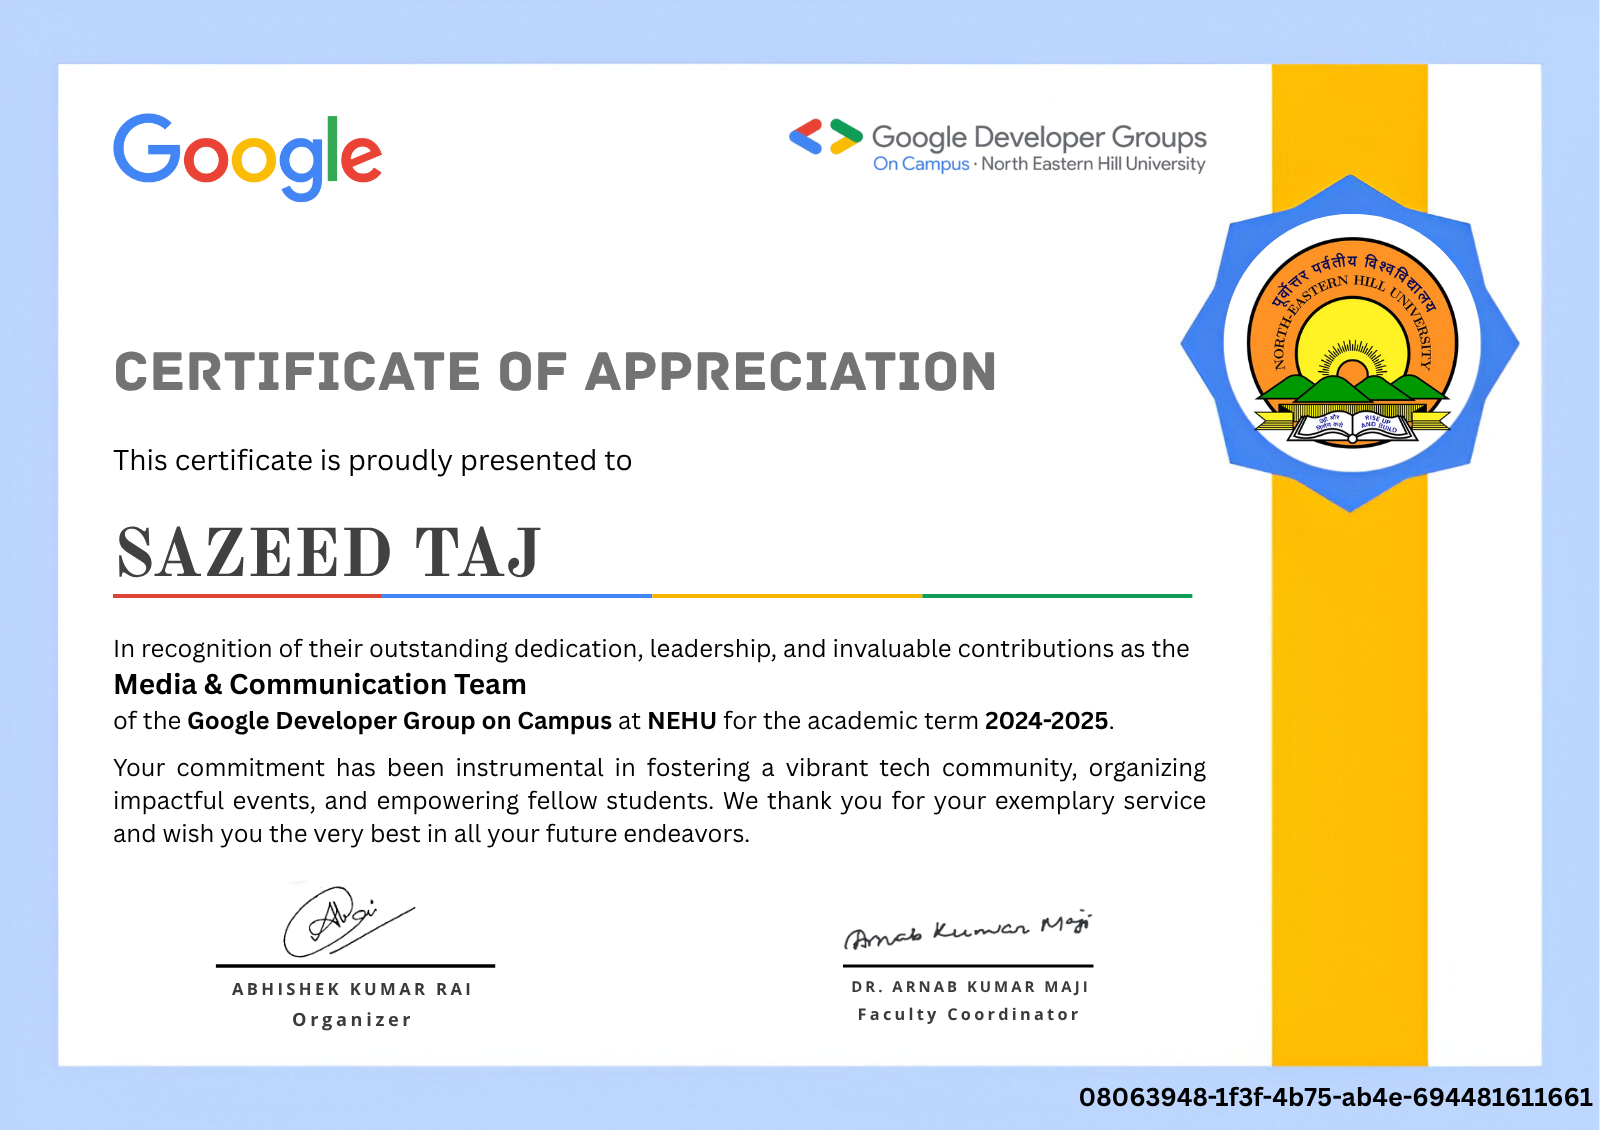 Google
Google Developer Groups
On Campus · North Eastern Hill University
पूर्वोत्तर पर्वतीय विश्वविद्यालय
NORTH-EASTERN HILL UNIVERSITY
उठो और
निर्माण करो
RISE UP
AND BUILD
CERTIFICATE OF APPRECIATION
This certificate is proudly presented to
SAZEED TAJ
In recognition of their outstanding dedication, leadership, and invaluable contributions as the
Media & Communication Team
of the Google Developer Group on Campus at NEHU for the academic term 2024-2025.
Your commitment has been instrumental in fostering a vibrant tech community, organizing
impactful events, and empowering fellow students. We thank you for your exemplary service
and wish you the very best in all your future endeavors.
Arnab Kumar Maji
ABHISHEK KUMAR RAI
Organizer
DR. ARNAB KUMAR MAJI
Faculty Coordinator
08063948-1f3f-4b75-ab4e-694481611661